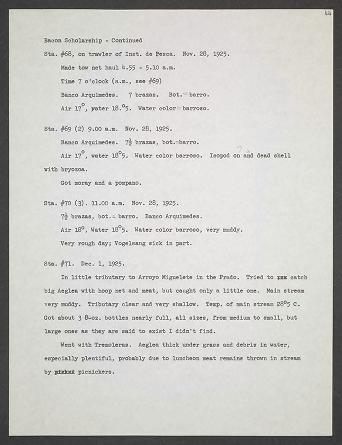 44
Bacon Scholarship - Continued
Sta. #68, on trawler of Inst. de Pesca. Nov. 28, 1925.
Made tow net haul 4.55 - 5.10 a.m.
Time 7 o'clock (a.m., see #69)
Banco Arquimedes. 7 brazas. Bot. barro.
Air 17°, water 18.°5. Water color barroso.
Sta. #69 (2) 9.00 a.m. Nov. 28, 1925.
Banco Arquimedes. 7½ brazas, bot. barro.
Air 17°, water 18°5. Water color barroso. Isopod on and dead shell
with bryozoa.
Got moray and a pompano.
Sta. #70 (3). 11.00 a.m. Nov. 28, 1925.
7½ brazas, bot. barro. Banco Arquimedes.
Air 18°, Water 18°5. Water color barroso, very muddy.
Very rough day; Vogelsang sick in part.
Sta. #71. Dec. 1, 1925.
In little tributary to Arroyo Miguelete in the Prado. Tried to catch
big Aeglea with hoop net and meat, but caught only a little one. Main stream
very muddy. Tributary clear and very shallow. Temp. of main stream 28°5 C.
Got about 3 8-oz. bottles nearly full, all sizes, from medium to small, but
large ones as they are said to exist I didn't find.
Went with Tremoleras. Aeglea thick under grass and debris in water,
especially plentiful, probably due to luncheon meat remains thrown in stream
by picnickers.